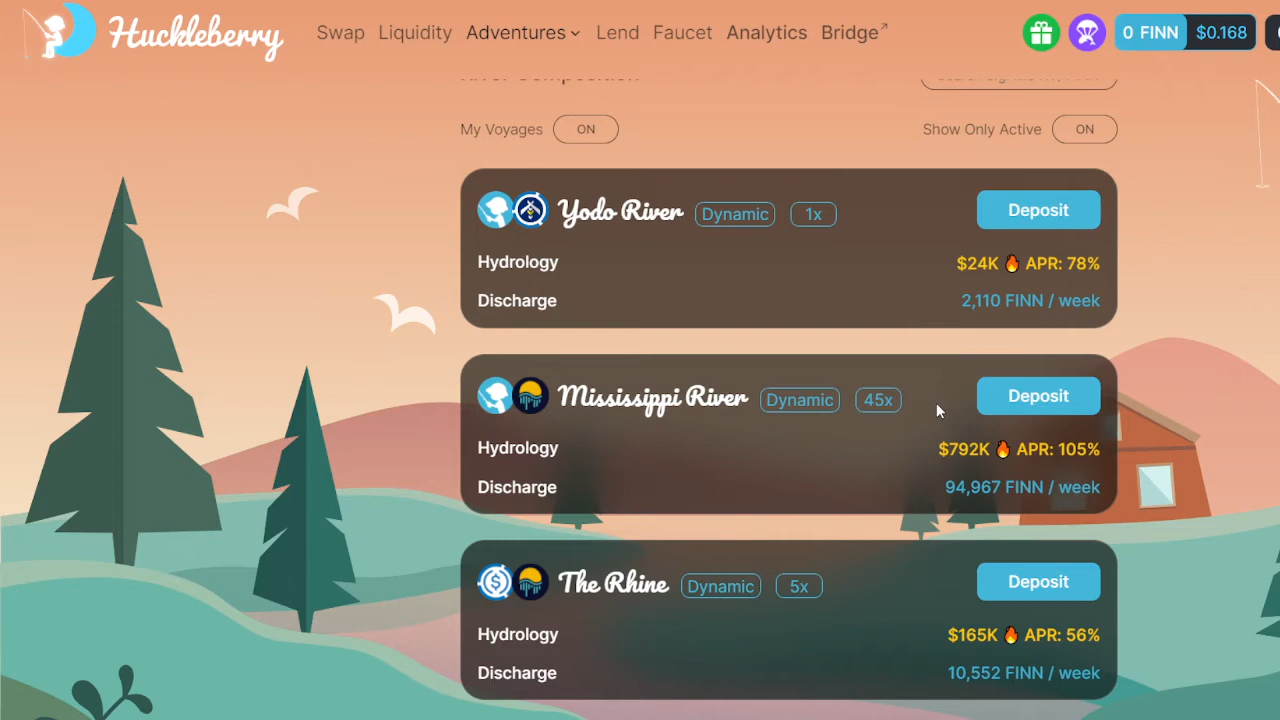 Huckleberry Swap Liquidity Adventures Lend Faucet Analytics Bridge 0 FINN $0.168
My Voyages ON Show Only Active ON
Yodo River Dynamic 1x Deposit
Hydrology $24K 🔥 APR: 78%
Discharge 2,110 FINN / week
Mississippi River Dynamic 45x Deposit
Hydrology $792K 🔥 APR: 105%
Discharge 94,967 FINN / week
The Rhine Dynamic 5x Deposit
Hydrology $165K 🔥 APR: 56%
Discharge 10,552 FINN / week